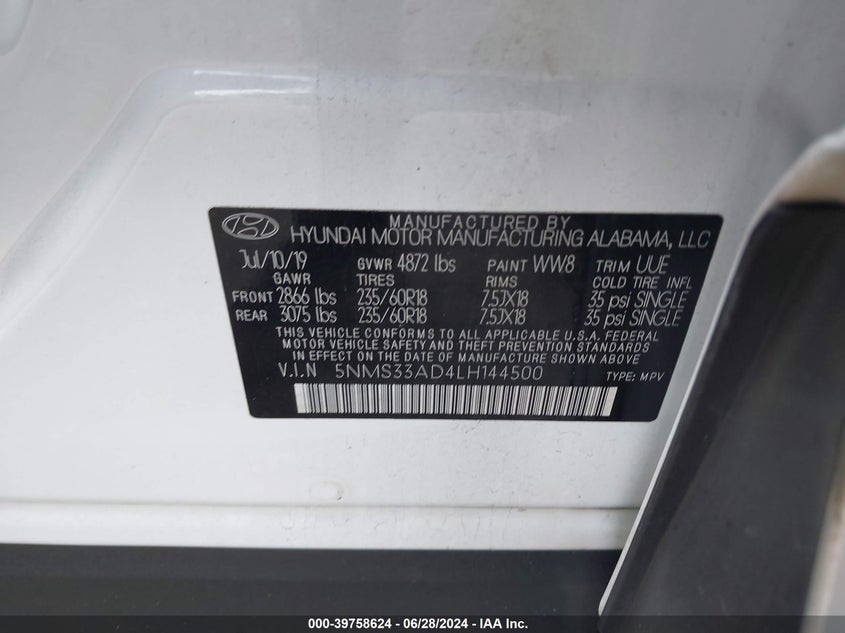 MANUFACTURED BY
HYUNDAI MOTOR MANUFACTURING ALABAMA, LLC
Jul/10/19 GVWR 4872 lbs PAINT WW8 TRIM UUE
GAWR TIRES RIMS COLD TIRE INFL
FRONT 2866 lbs 235/60R18 7.5JX18 35 psi SINGLE
REAR 3075 lbs 235/60R18 7.5JX18 35 psi SINGLE
THIS VEHICLE CONFORMS TO ALL APPLICABLE U.S.A. FEDERAL
MOTOR VEHICLE SAFETY AND THEFT PREVENTION STANDARDS
IN EFFECT ON THE DATE OF MANUFACTURE SHOWN ABOVE
V.I.N 5NMS33AD4LH144500 TYPE: MPV
000-39758624 - 06/28/2024 - IAA Inc.